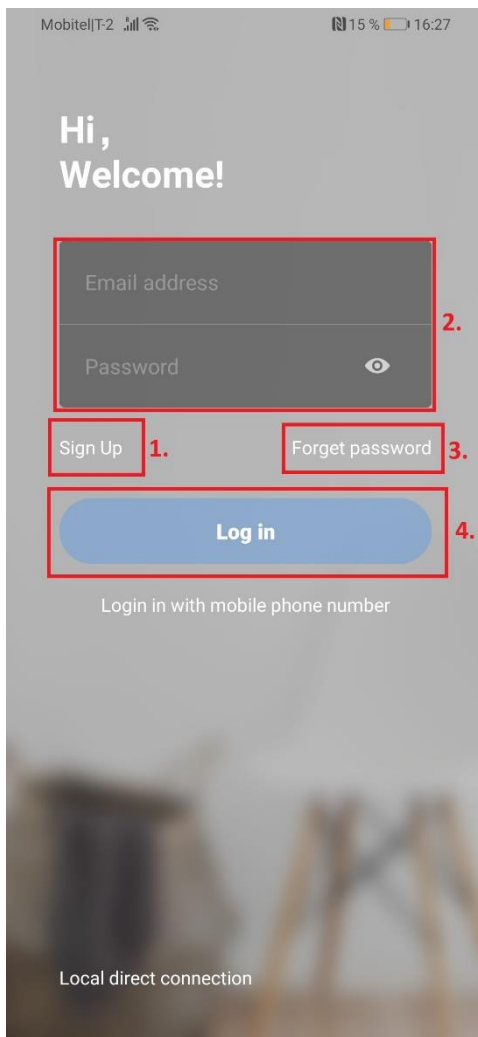 Mobitel|T-2 15 % 16:27
Hi,
Welcome!
Email address
2.
Password
Sign Up 1. Forget password 3.
Log in 4.
Login in with mobile phone number
Local direct connection